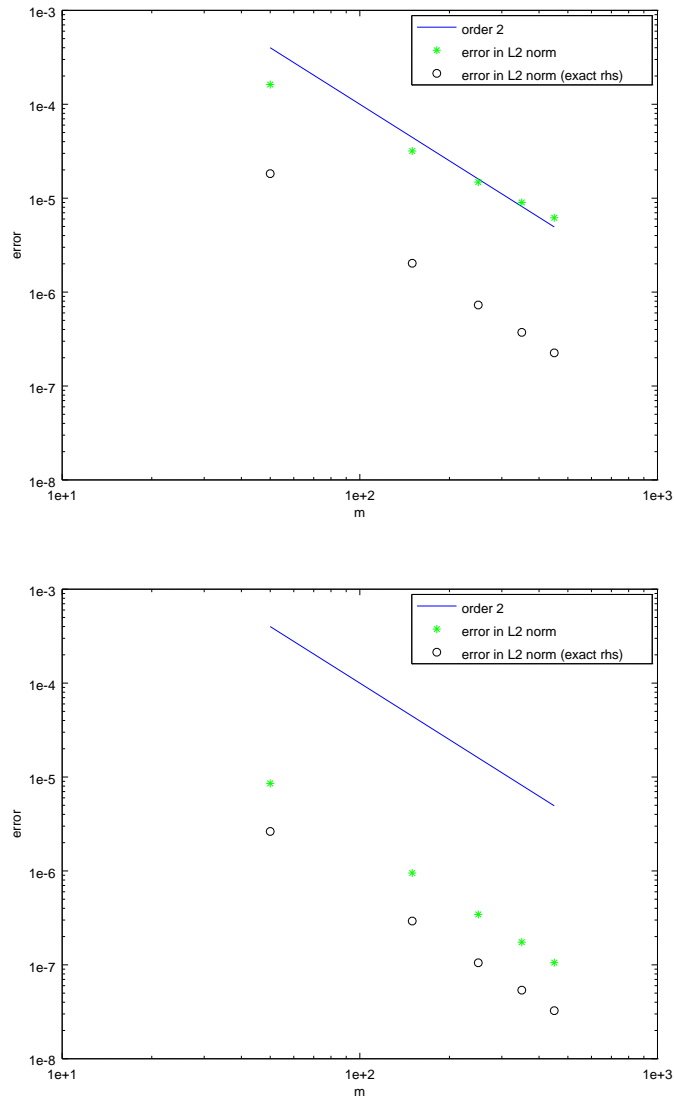 1e-3
order 2
error in L2 norm
error in L2 norm (exact rhs)
1e-4
1e-5
error
1e-6
1e-7
1e-8
1e+1
1e+2
1e+3
m
1e-3
order 2
error in L2 norm
error in L2 norm (exact rhs)
1e-4
1e-5
error
1e-6
1e-7
1e-8
1e+1
1e+2
1e+3
m